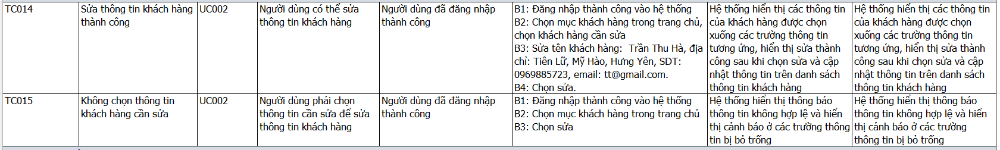 TC014
Sửa thông tin khách hàng
thành công
UC002
Người dùng có thể sửa
thông tin khách hàng
Người dùng đã đăng nhập
thành công
B1: Đăng nhập thành công vào hệ thống
B2: Chọn mục khách hàng trong trang chủ,
chọn khách hàng cần sửa
B3: Sửa tên khách hàng:  Trần Thu Hà, địa
chỉ: Tiên Lữ, Mỹ Hào, Hưng Yên, SDT:
0969885723, email: tt@gmail.com.
B4: Chọn sửa.
Hệ thống hiển thị các thông tin
của khách hàng được chọn
xuống các trường thông tin
tương ứng, hiển thị sửa thành
công sau khi chọn sửa và cập
nhật thông tin trên danh sách
thông tin khách hàng
Hệ thống hiển thị các thông tin
của khách hàng được chọn
xuống các trường thông tin
tương ứng, hiển thị sửa thành
công sau khi chọn sửa và cập
nhật thông tin trên danh sách
thông tin khách hàng
TC015
Không chọn thông tin
khách hàng cần sửa
UC002
Người dùng phải chọn
thông tin cần sửa để sửa
thông tin khách hàng
Người dùng đã đăng nhập
thành công
B1: Đăng nhập thành công vào hệ thống
B2: Chọn mục khách hàng trong trang chủ
B3: Chọn sửa
Hệ thống hiển thị thông báo
thông tin không hợp lệ và hiển
thị cảnh báo ở các trường thông
tin bị bỏ trống
Hệ thống hiển thị thông báo
thông tin không hợp lệ và hiển
thị cảnh báo ở các trường
thông tin bị bỏ trống